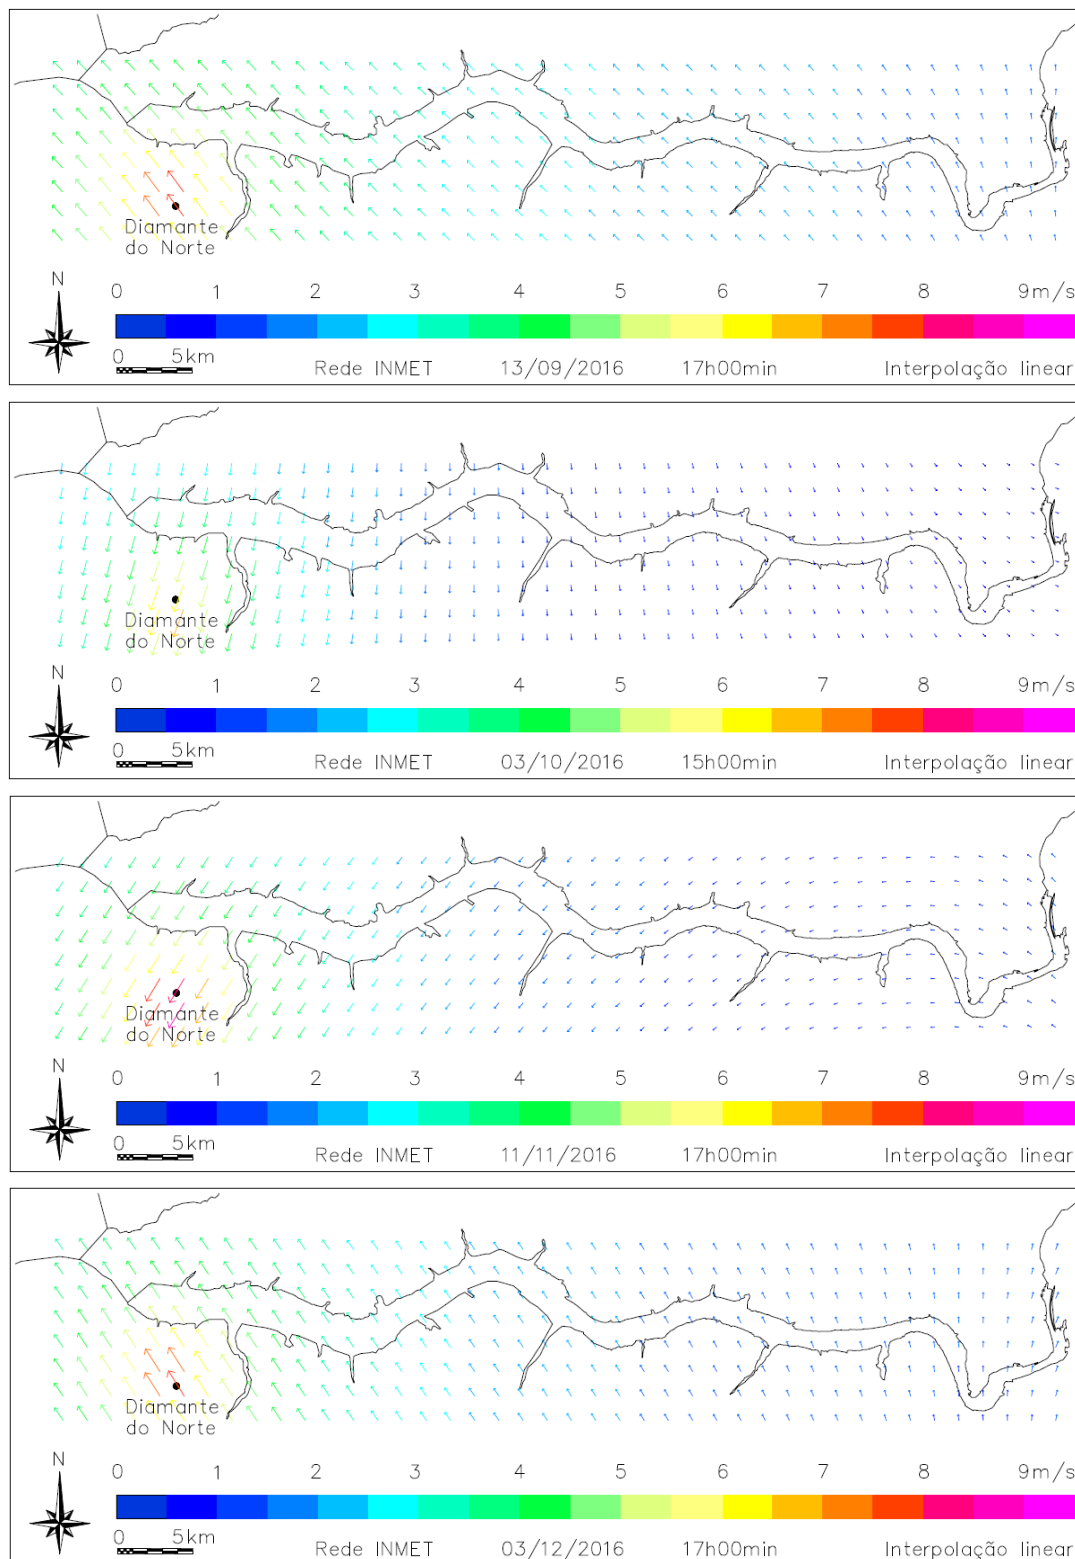 Diamante
do Norte
N
0 1 2 3 4 5 6 7 8 9m/s
0 5km
Rede INMET 13/09/2016 17h00min Interpolação linear
Diamante
do Norte
N
0 1 2 3 4 5 6 7 8 9m/s
0 5km
Rede INMET 03/10/2016 15h00min Interpolação linear
Diamante
do Norte
N
0 1 2 3 4 5 6 7 8 9m/s
0 5km
Rede INMET 11/11/2016 17h00min Interpolação linear
Diamante
do Norte
N
0 1 2 3 4 5 6 7 8 9m/s
0 5km
Rede INMET 03/12/2016 17h00min Interpolação linear